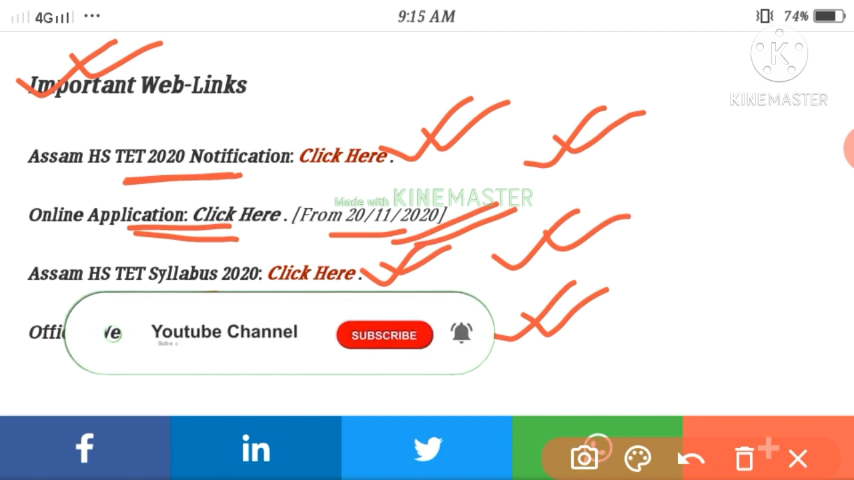 4G 9:15 AM 74%
KINEMASTER
Important Web-Links
Assam HS TET 2020 Notification: Click Here .
Made with KINEMASTER
Online Application: Click Here . [From 20/11/2020]
Assam HS TET Syllabus 2020: Click Here .
Youtube Channel
SUBSCRIBE